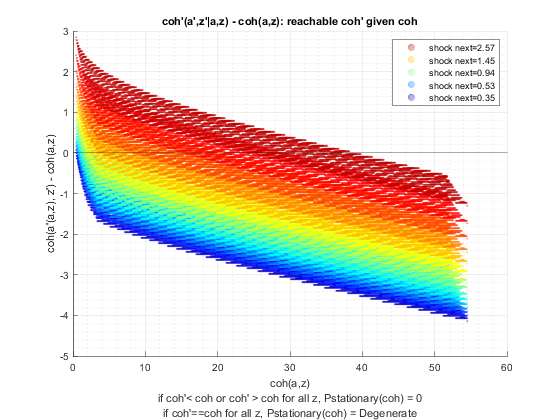 coh'(a',z'|a,z) - coh(a,z): reachable coh' given coh
3
2
1
0
-1
-2
-3
-4
-5
coh(a'(a,z), z') - coh(a,z)
shock next=2.57
shock next=1.45
shock next=0.94
shock next=0.53
shock next=0.35
0 10 20 30 40 50 60
coh(a,z)
if coh'< coh or coh' > coh for all z, Pstationary(coh) = 0
if coh'==coh for all z, Pstationary(coh) = Degenerate